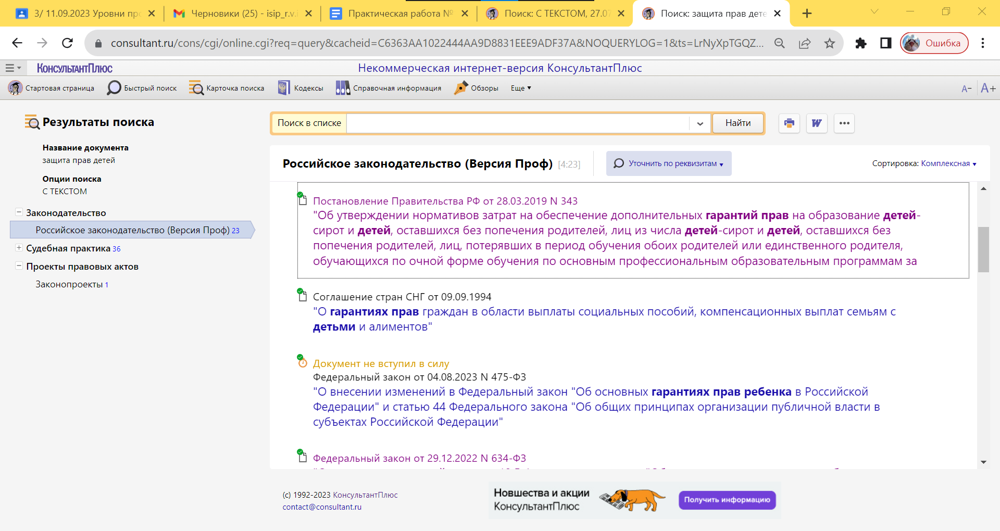 3/ 11.09.2023 Уровни пр
Черновики (25) - isip_r.v.i
Практическая работа №
Поиск: С ТЕКСТОМ, 27.07
Поиск: защита прав дете
consultant.ru/cons/cgi/online.cgi?req=query&cacheid=C6363AA1022444AA9D8831EEE9ADF37A&NOQUERYLOG=1&ts=LrNyXpTGQZ...
Ошибка
КонсультантПлюс
Некоммерческая интернет-версия КонсультантПлюс
Стартовая страница
Быстрый поиск
Карточка поиска
Кодексы
Справочная информация
Обзоры
Еще
A-
A+
Результаты поиска
Название документа
защита прав детей
Опции поиска
С ТЕКСТОМ
Законодательство
Российское законодательство (Версия Проф) 23
Судебная практика 36
Проекты правовых актов
Законопроекты 1
Поиск в списке
Найти
W
Российское законодательство (Версия Проф) [4:23]
Уточнить по реквизитам
Сортировка: Комплексная
Постановление Правительства РФ от 28.03.2019 N 343
"Об утверждении нормативов затрат на обеспечение дополнительных гарантий прав на образование детей-
сирот и детей, оставшихся без попечения родителей, лиц из числа детей-сирот и детей, оставшихся без
попечения родителей, лиц, потерявших в период обучения обоих родителей или единственного родителя,
обучающихся по очной форме обучения по основным профессиональным образовательным программам за
Соглашение стран СНГ от 09.09.1994
"О гарантиях прав граждан в области выплаты социальных пособий, компенсационных выплат семьям с
детьми и алиментов"
Документ не вступил в силу
Федеральный закон от 04.08.2023 N 475-ФЗ
"О внесении изменений в Федеральный закон "Об основных гарантиях прав ребенка в Российской
Федерации" и статью 44 Федерального закона "Об общих принципах организации публичной власти в
субъектах Российской Федерации"
Федеральный закон от 29.12.2022 N 634-ФЗ
(c) 1992-2023 КонсультантПлюс
contact@consultant.ru
Новшества и акции
КонсультантПлюс
Получить информацию